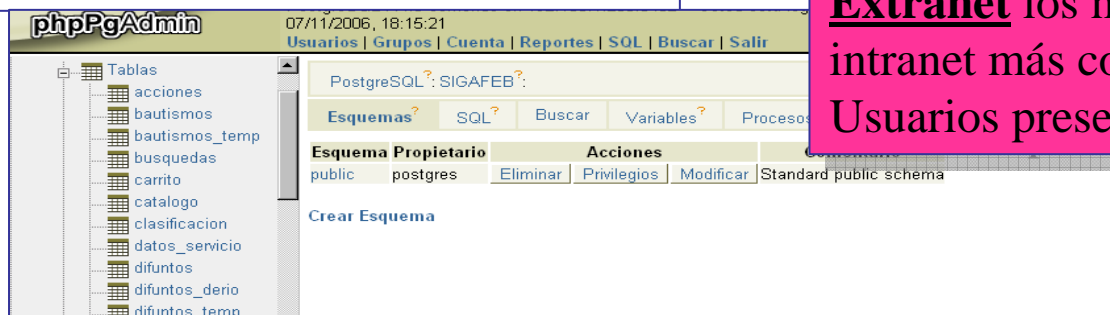 phpPgAdmin
07/11/2006, 18:15:21
Usuarios | Grupos | Cuenta | Reportes | SQL | Buscar | Salir
Tablas
acciones
bautismos
bautismos_temp
busquedas
carrito
catalogo
clasificacion
datos_servicio
difuntos
difuntos_derio
difuntos_temp
PostgreSQL?: SIGAFEB?:
Esquemas? SQL? Buscar Variables? Procesos
Esquema Propietario Acciones
public postgres Eliminar Privilegios Modificar Standard public schema
Crear Esquema
Extranet los
intranet más
Usuarios